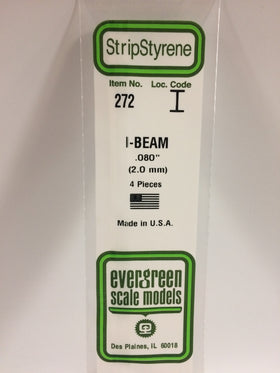 StripStyrene
Item No. Loc. Code
272
I-BEAM
.080"
(2.0 mm)
4 Pieces
Made in U.S.A.
evergreen
scale models
Des Plaines, IL 60018